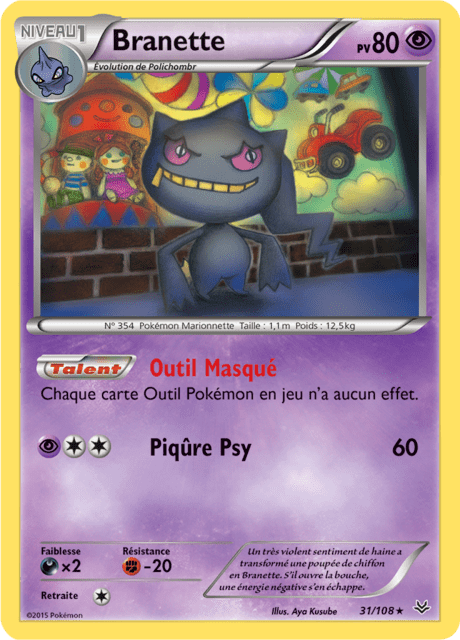 NIVEAU 1
Branette
PV 80
Évolution de Polichombr
N° 354 Pokémon Marionnette Taille : 1,1 m Poids : 12,5 kg
Talent Outil Masqué
Chaque carte Outil Pokémon en jeu n'a aucun effet.
Piqûre Psy 60
Faiblesse
×2
Résistance
-20
Retraite
Un très violent sentiment de haine a
transformé une poupée de chiffon
en Branette. S'il ouvre la bouche,
une énergie négative s'en échappe.
©2015 Pokémon
Illus. Aya Kusube
31/108 ★